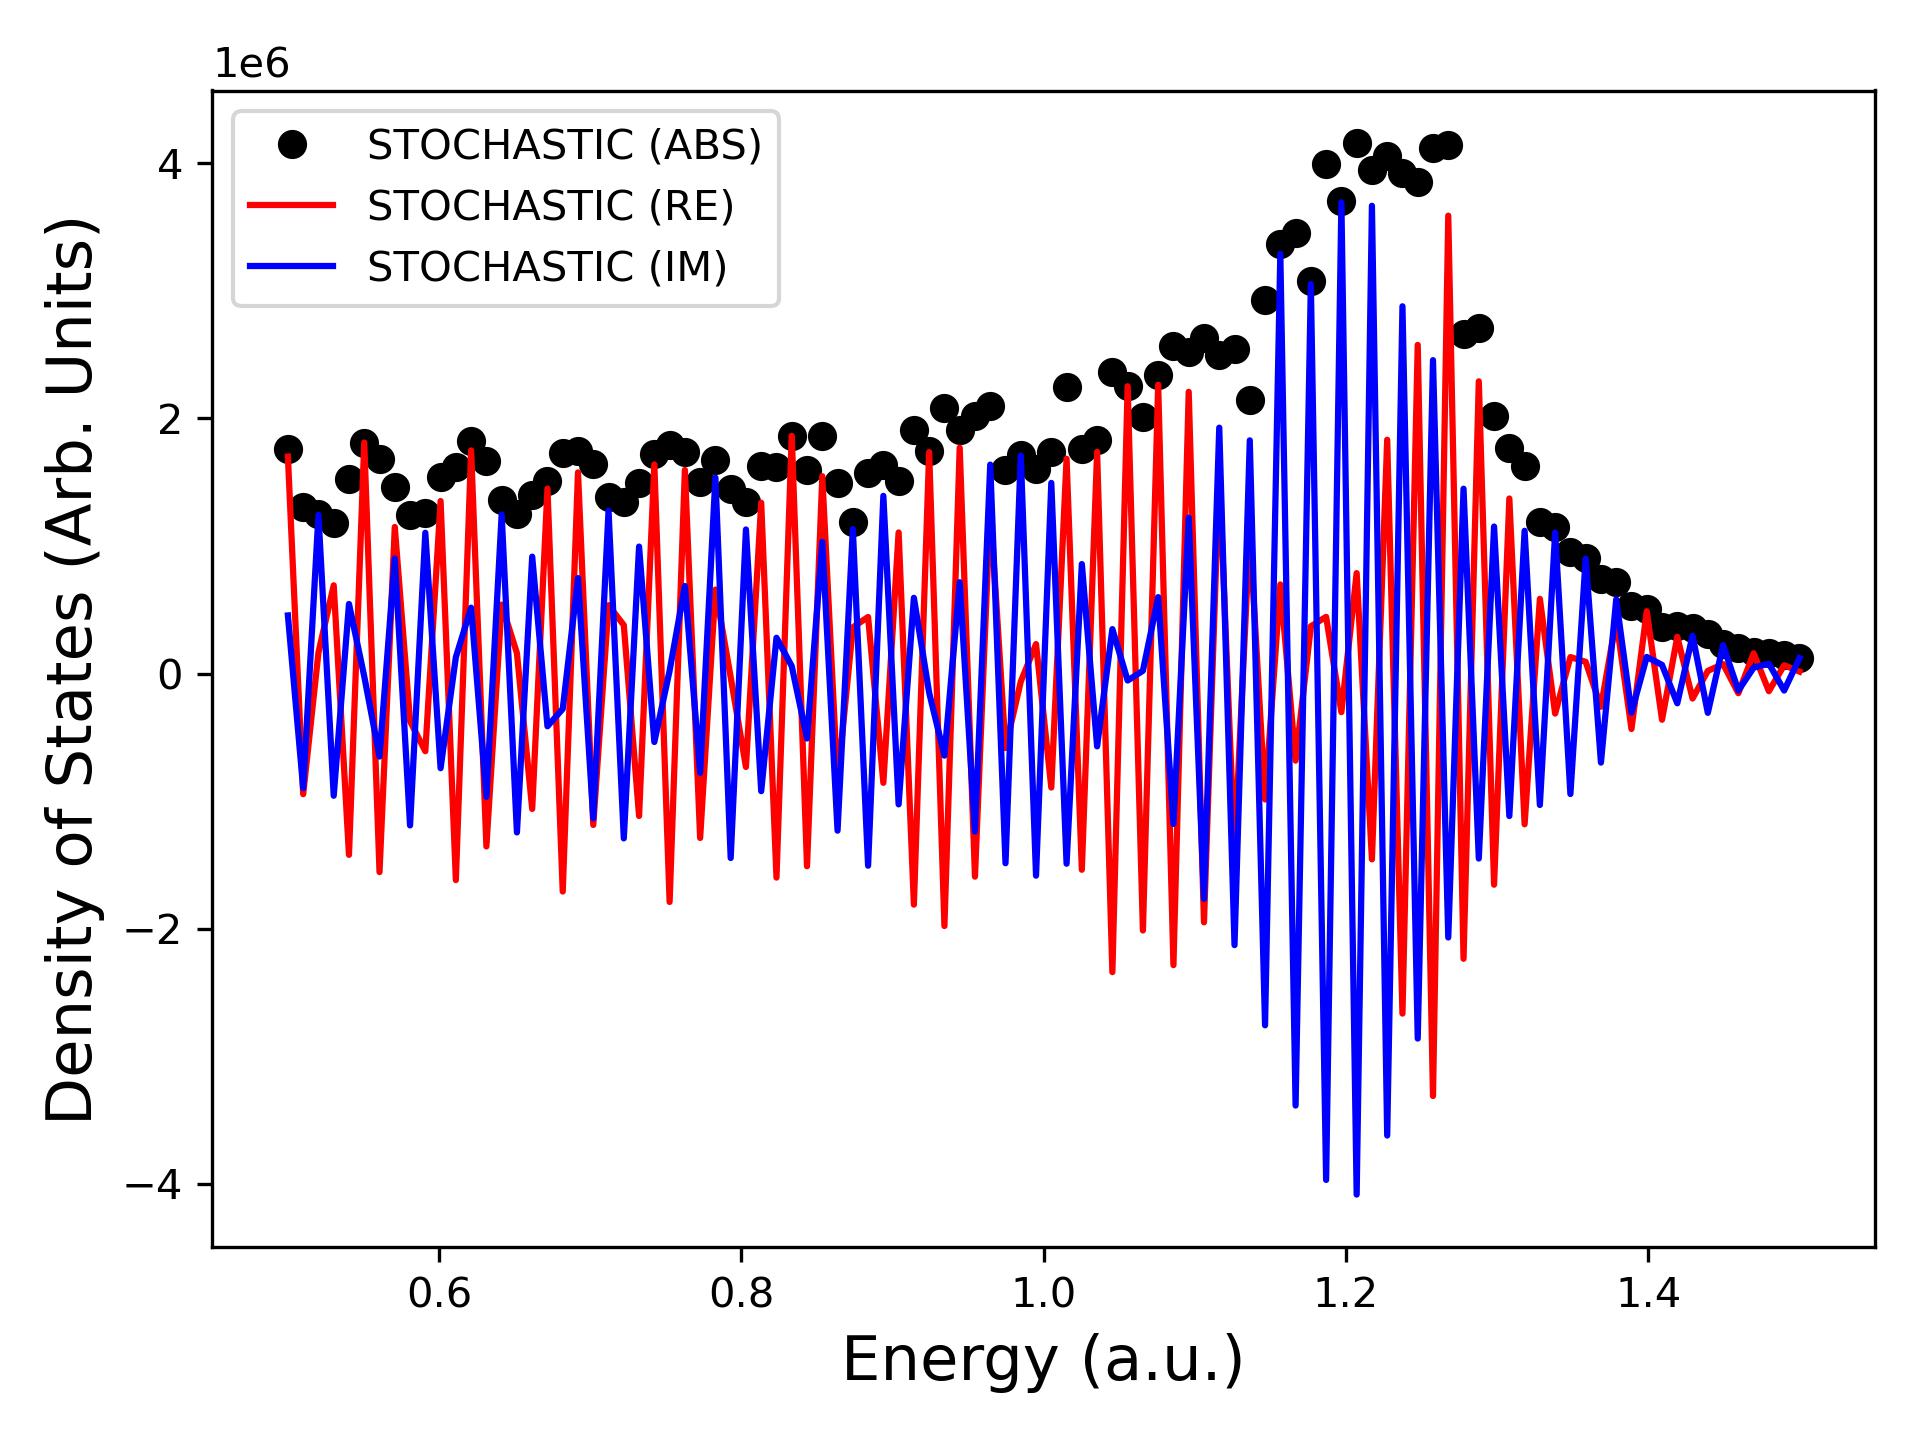 1e6
STOCHASTIC (ABS)
STOCHASTIC (RE)
STOCHASTIC (IM)
Density of States (Arb. Units)
4
2
0
−2
−4
0.6 0.8 1.0 1.2 1.4
Energy (a.u.)